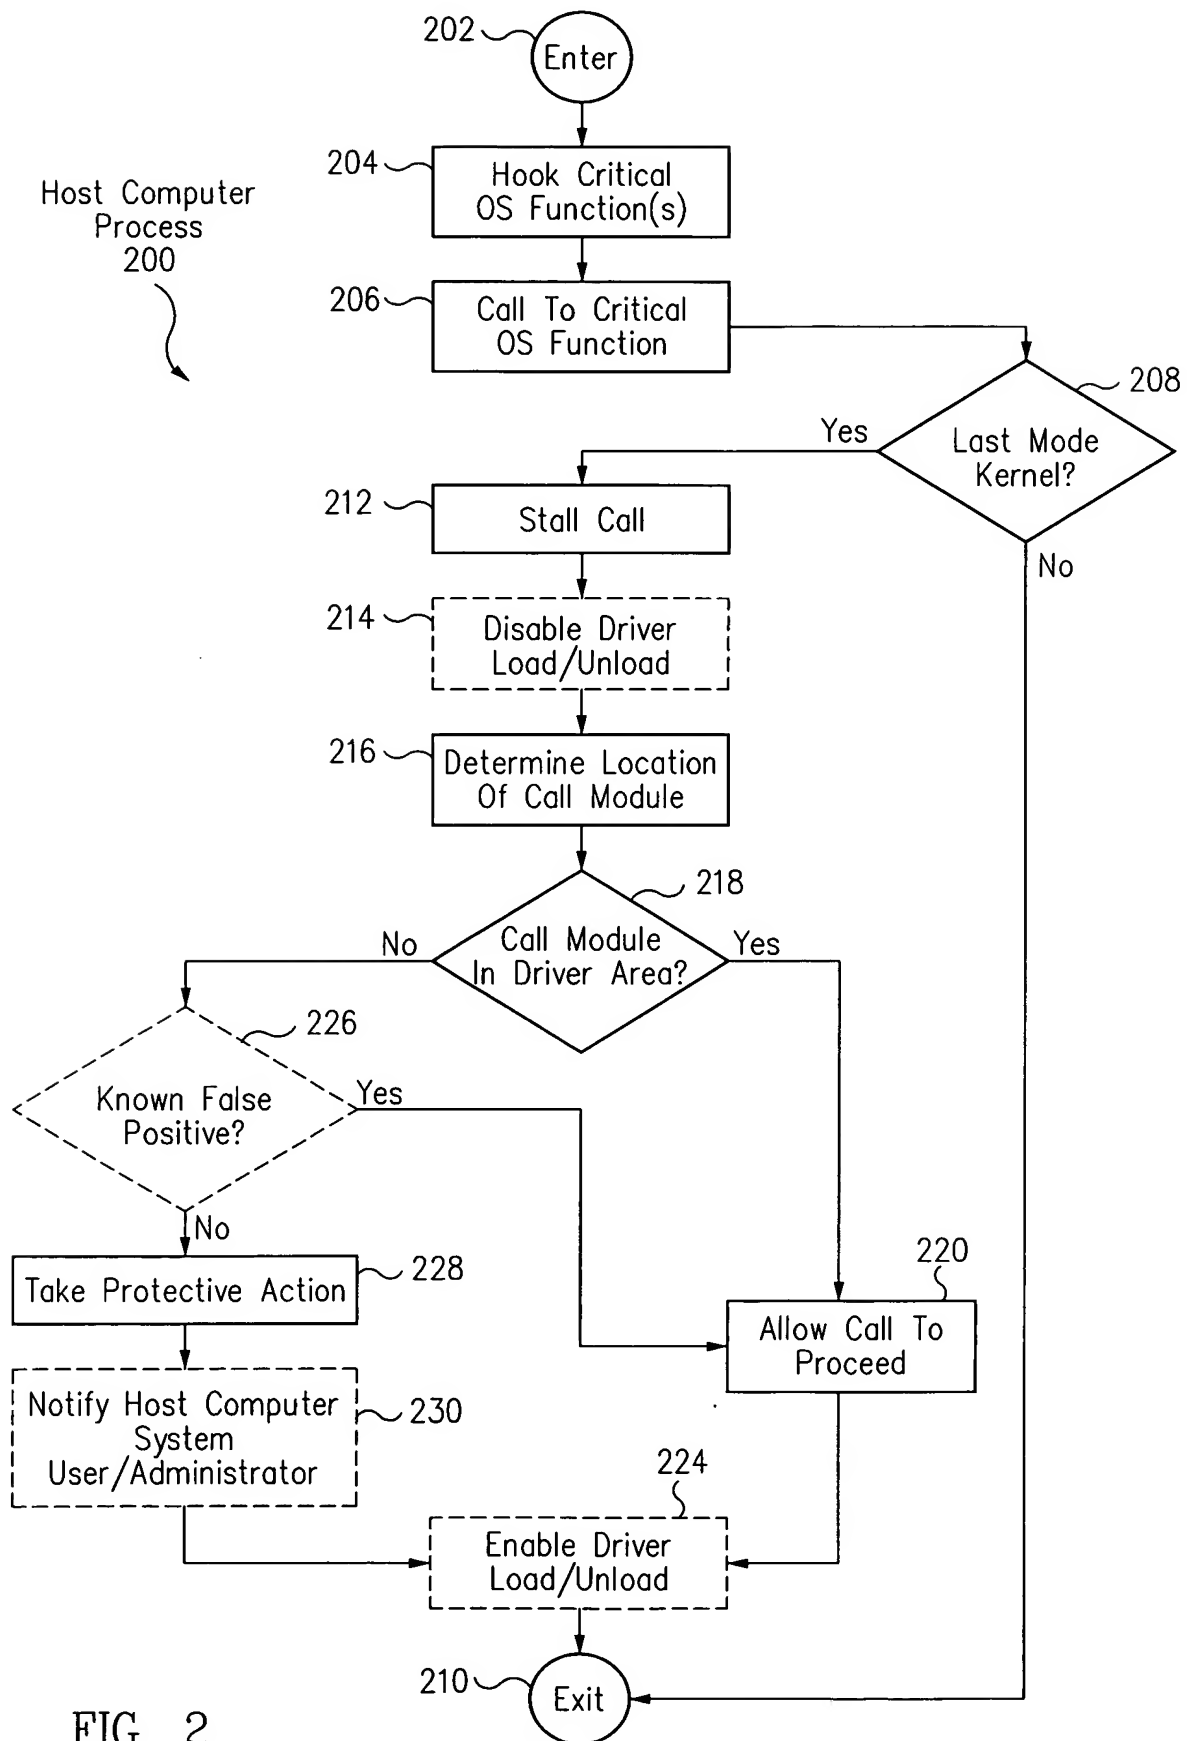 202
Enter
204
Hook Critical
OS Function(s)
Host Computer
Process
200
206
Call To Critical
OS Function
208
Last Mode
Kernel?
Yes
No
212
Stall Call
214
Disable Driver
Load/Unload
216
Determine Location
Of Call Module
218
Call Module
In Driver Area?
No
Yes
226
Known False
Positive?
Yes
No
228
Take Protective Action
220
Allow Call To
Proceed
230
Notify Host Computer
System
User/Administrator
224
Enable Driver
Load/Unload
210
Exit
FIG. 2